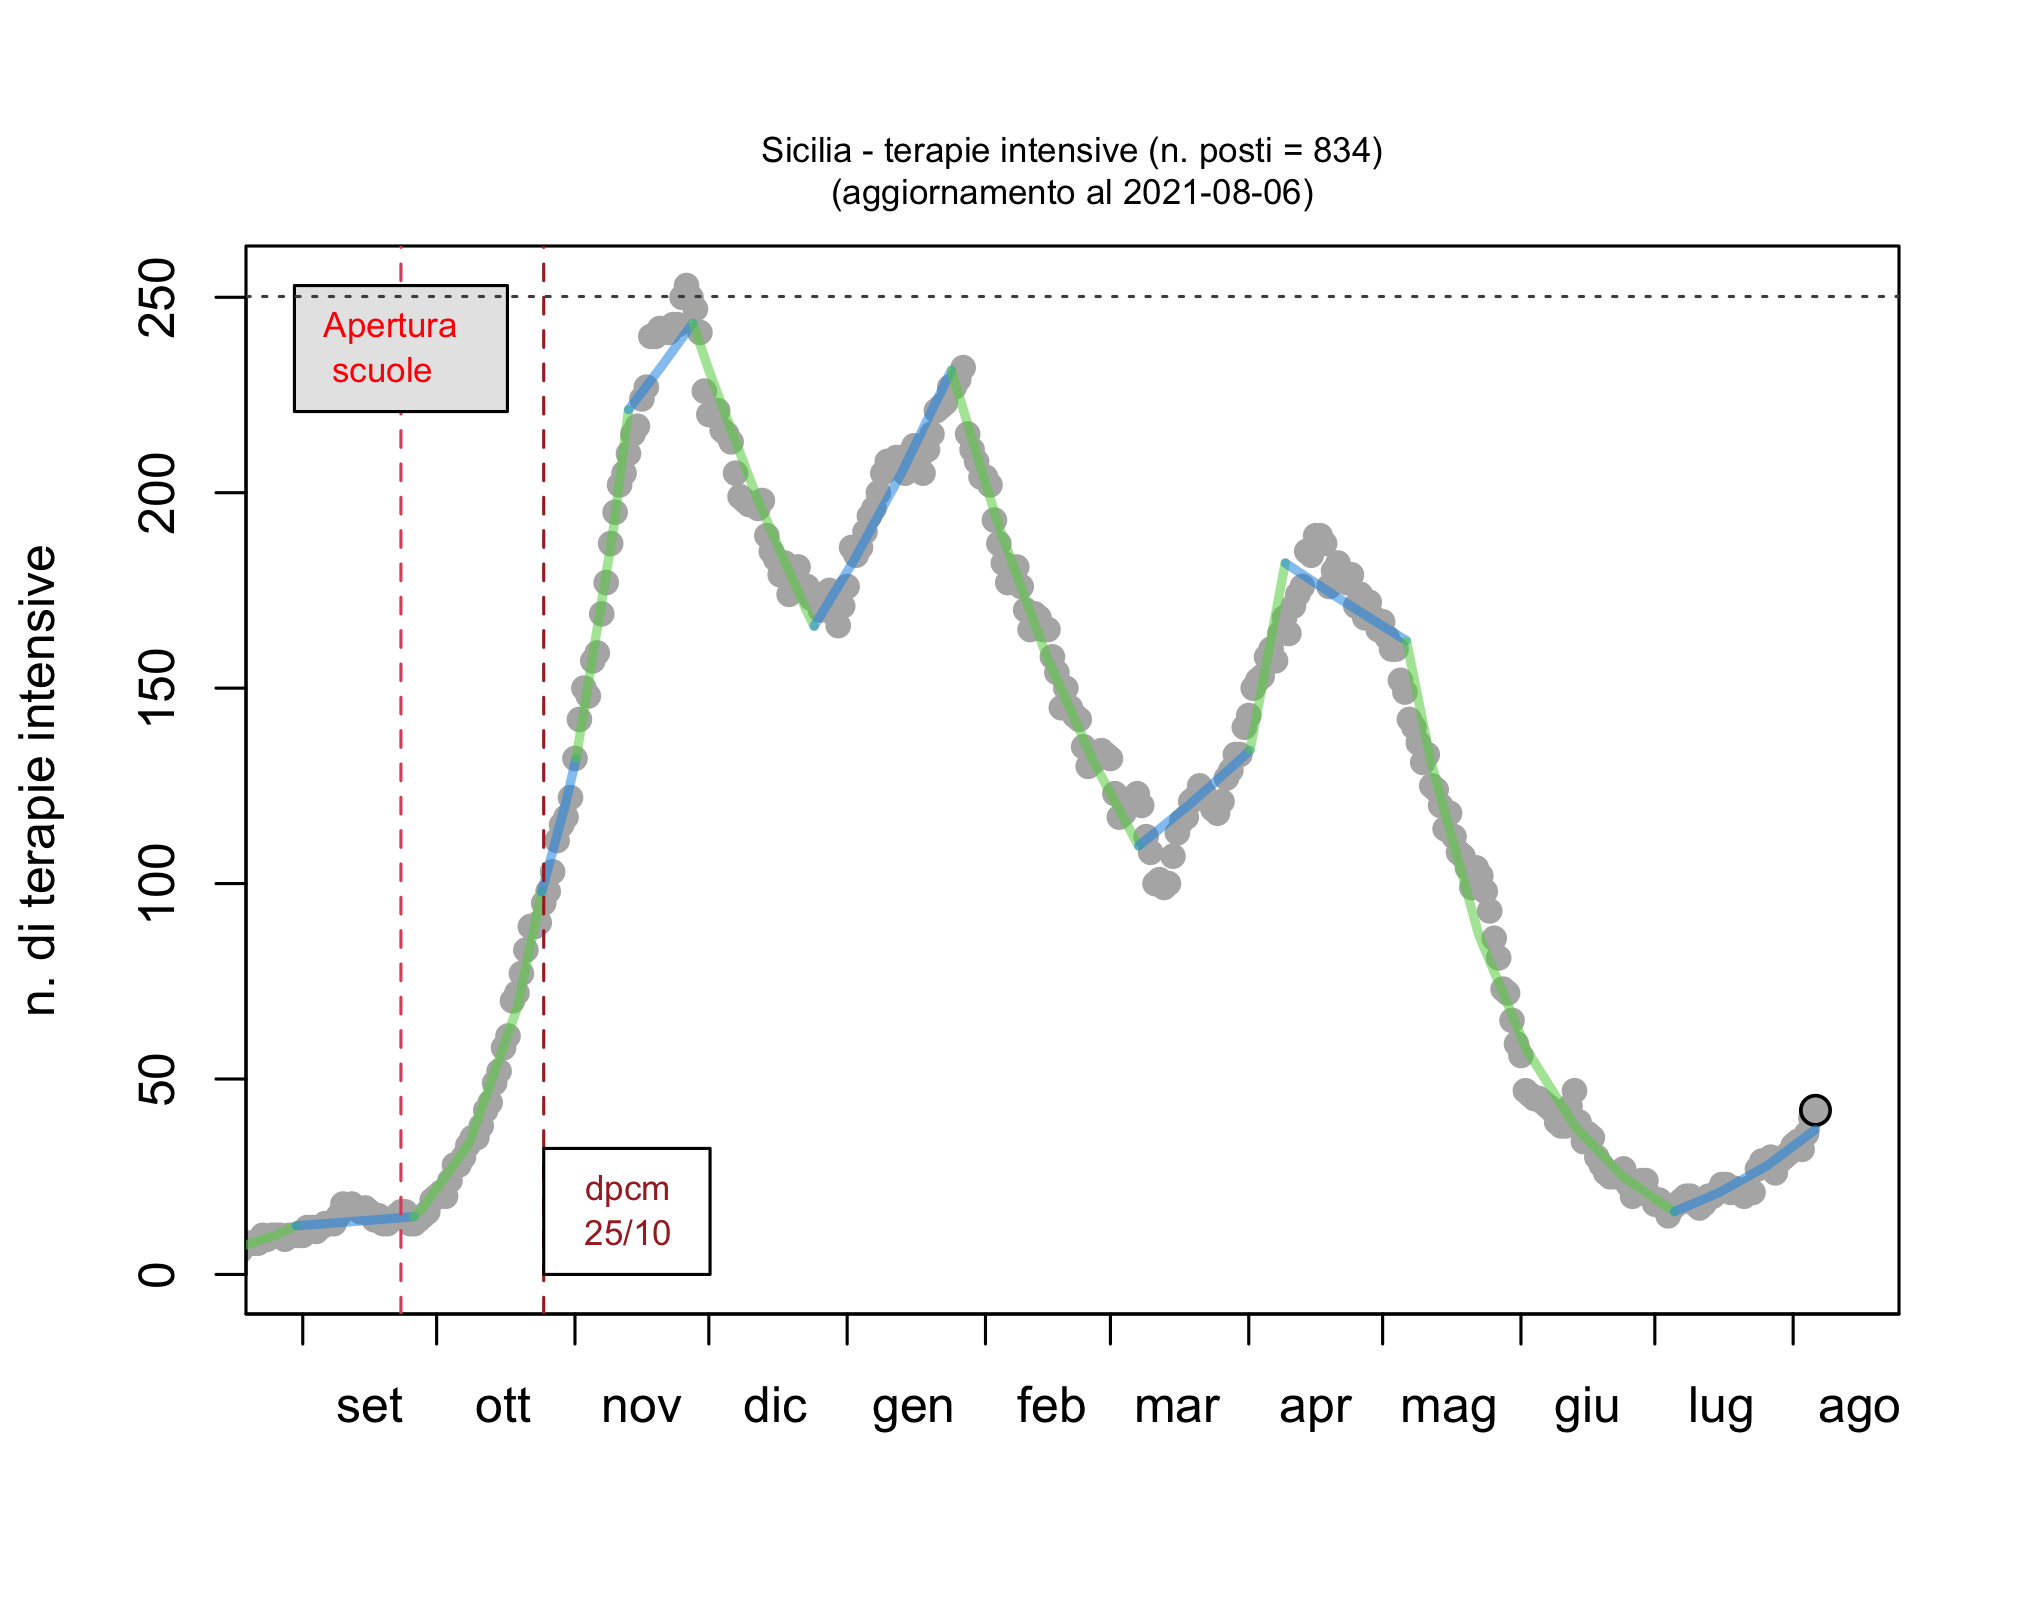 Sicilia - terapie intensive (n. posti = 834)
(aggiornamento al 2021-08-06)
n. di terapie intensive
250
200
150
100
50
0
Apertura
scuole
dpcm
25/10
set ott nov dic gen feb mar apr mag giu lug ago